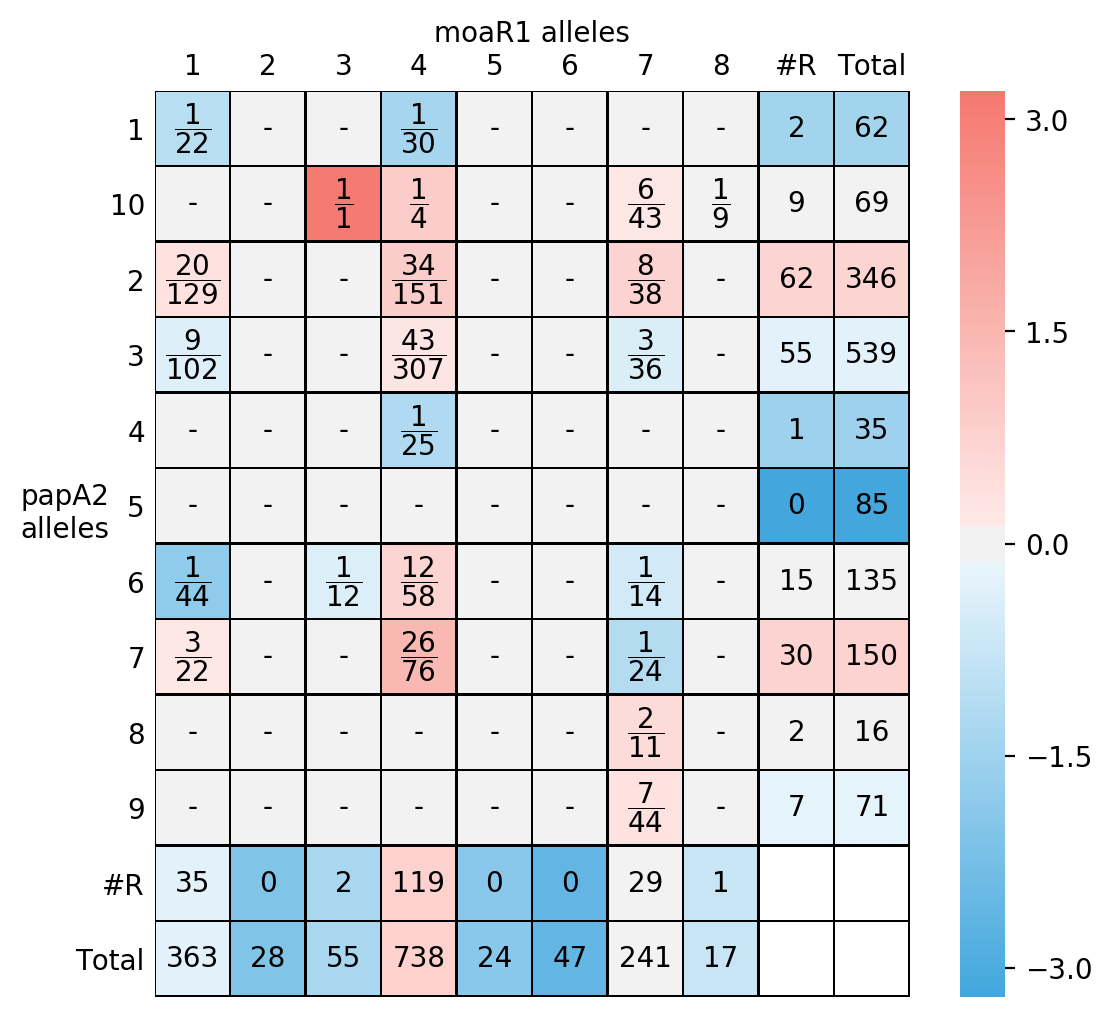 moaR1 alleles
1 2 3 4 5 6 7 8 #R Total
1 1/22 - - 1/30 - - - - 2 62
10 - - 1/1 1/4 - - 6/43 1/9 9 69
2 20/129 - - 34/151 - - 8/38 - 62 346
3 9/102 - - 43/307 - - 3/36 - 55 539
4 - - - 1/25 - - - - 1 35
papA2
alleles
5 - - - - - - - - 0 85
6 1/44 - 1/12 12/58 - - 1/14 - 15 135
7 3/22 - - 26/76 - - 1/24 - 30 150
8 - - - - - - 2/11 - 2 16
9 - - - - - - 7/44 - 7 71
#R 35 0 2 119 0 0 29 1
Total 363 28 55 738 24 47 241 17
3.0
1.5
0.0
−1.5
−3.0